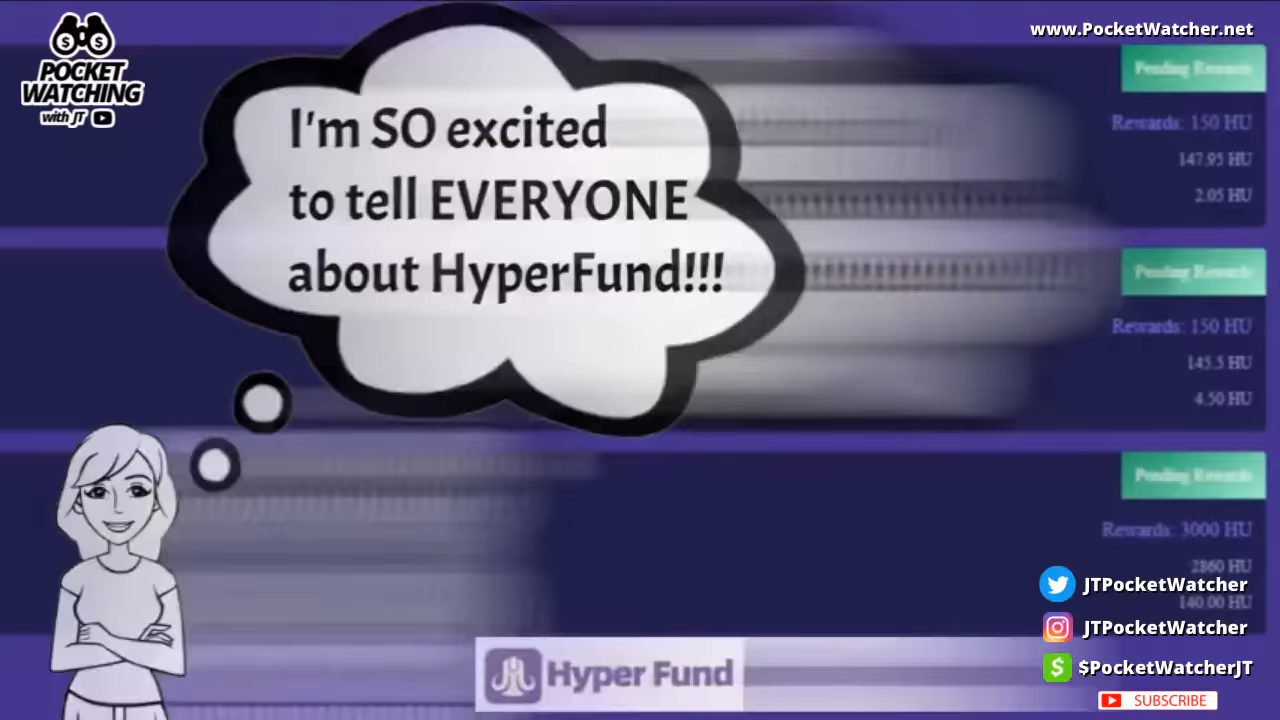 www.PocketWatcher.net
POCKET
WATCHING
with JT
I'm SO excited
to tell EVERYONE
about HyperFund!!!
Pending Rewards
Rewards: 150 HU
147.95 HU
2.05 HU
Pending Rewards
Rewards: 150 HU
145.5 HU
4.50 HU
Pending Rewards
Rewards: 3000 HU
2860 HU
140.00 HU
JTPocketWatcher
JTPocketWatcher
$PocketWatcherJT
SUBSCRIBE
Hyper Fund